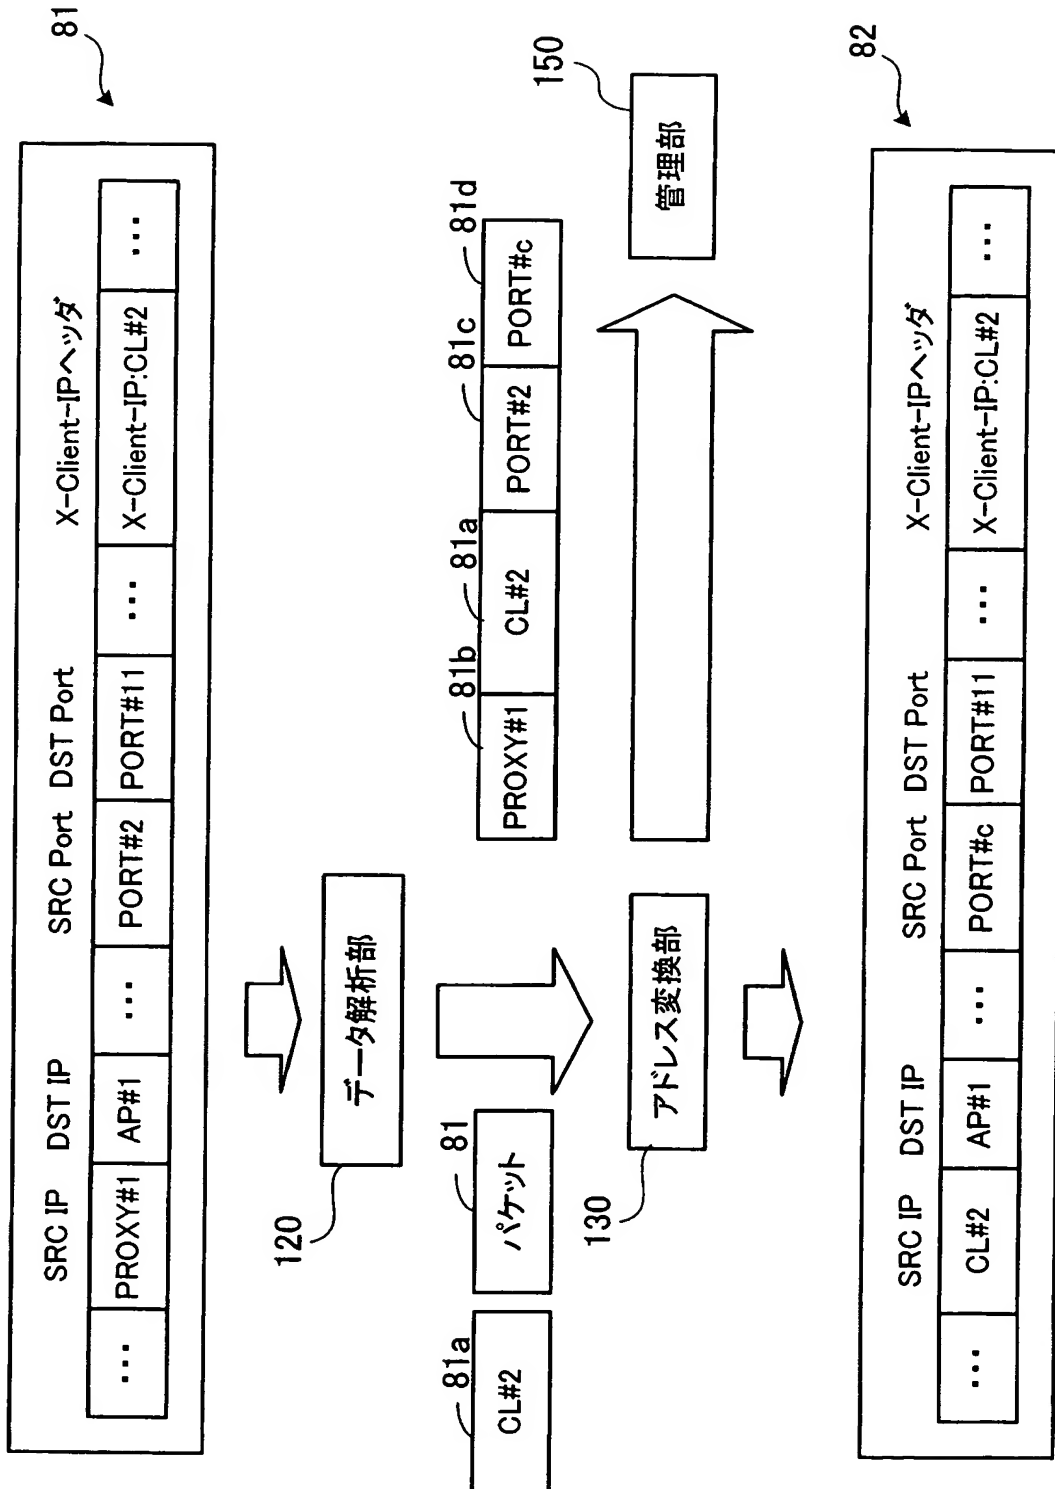 81
SRC IP DST IP SRC Port DST Port X-Client-IPヘッダ
... PROXY#1 AP#1 ... PORT#2 PORT#11 ... X-Client-IP:CL#2 ...
120
データ解析部
81a 81 81b 81a 81c 81d
CL#2 パケット PROXY#1 CL#2 PORT#2 PORT#c
130 150
アドレス変換部 管理部
82
SRC IP DST IP SRC Port DST Port X-Client-IPヘッダ
... CL#2 AP#1 ... PORT#c PORT#11 ... X-Client-IP:CL#2 ...